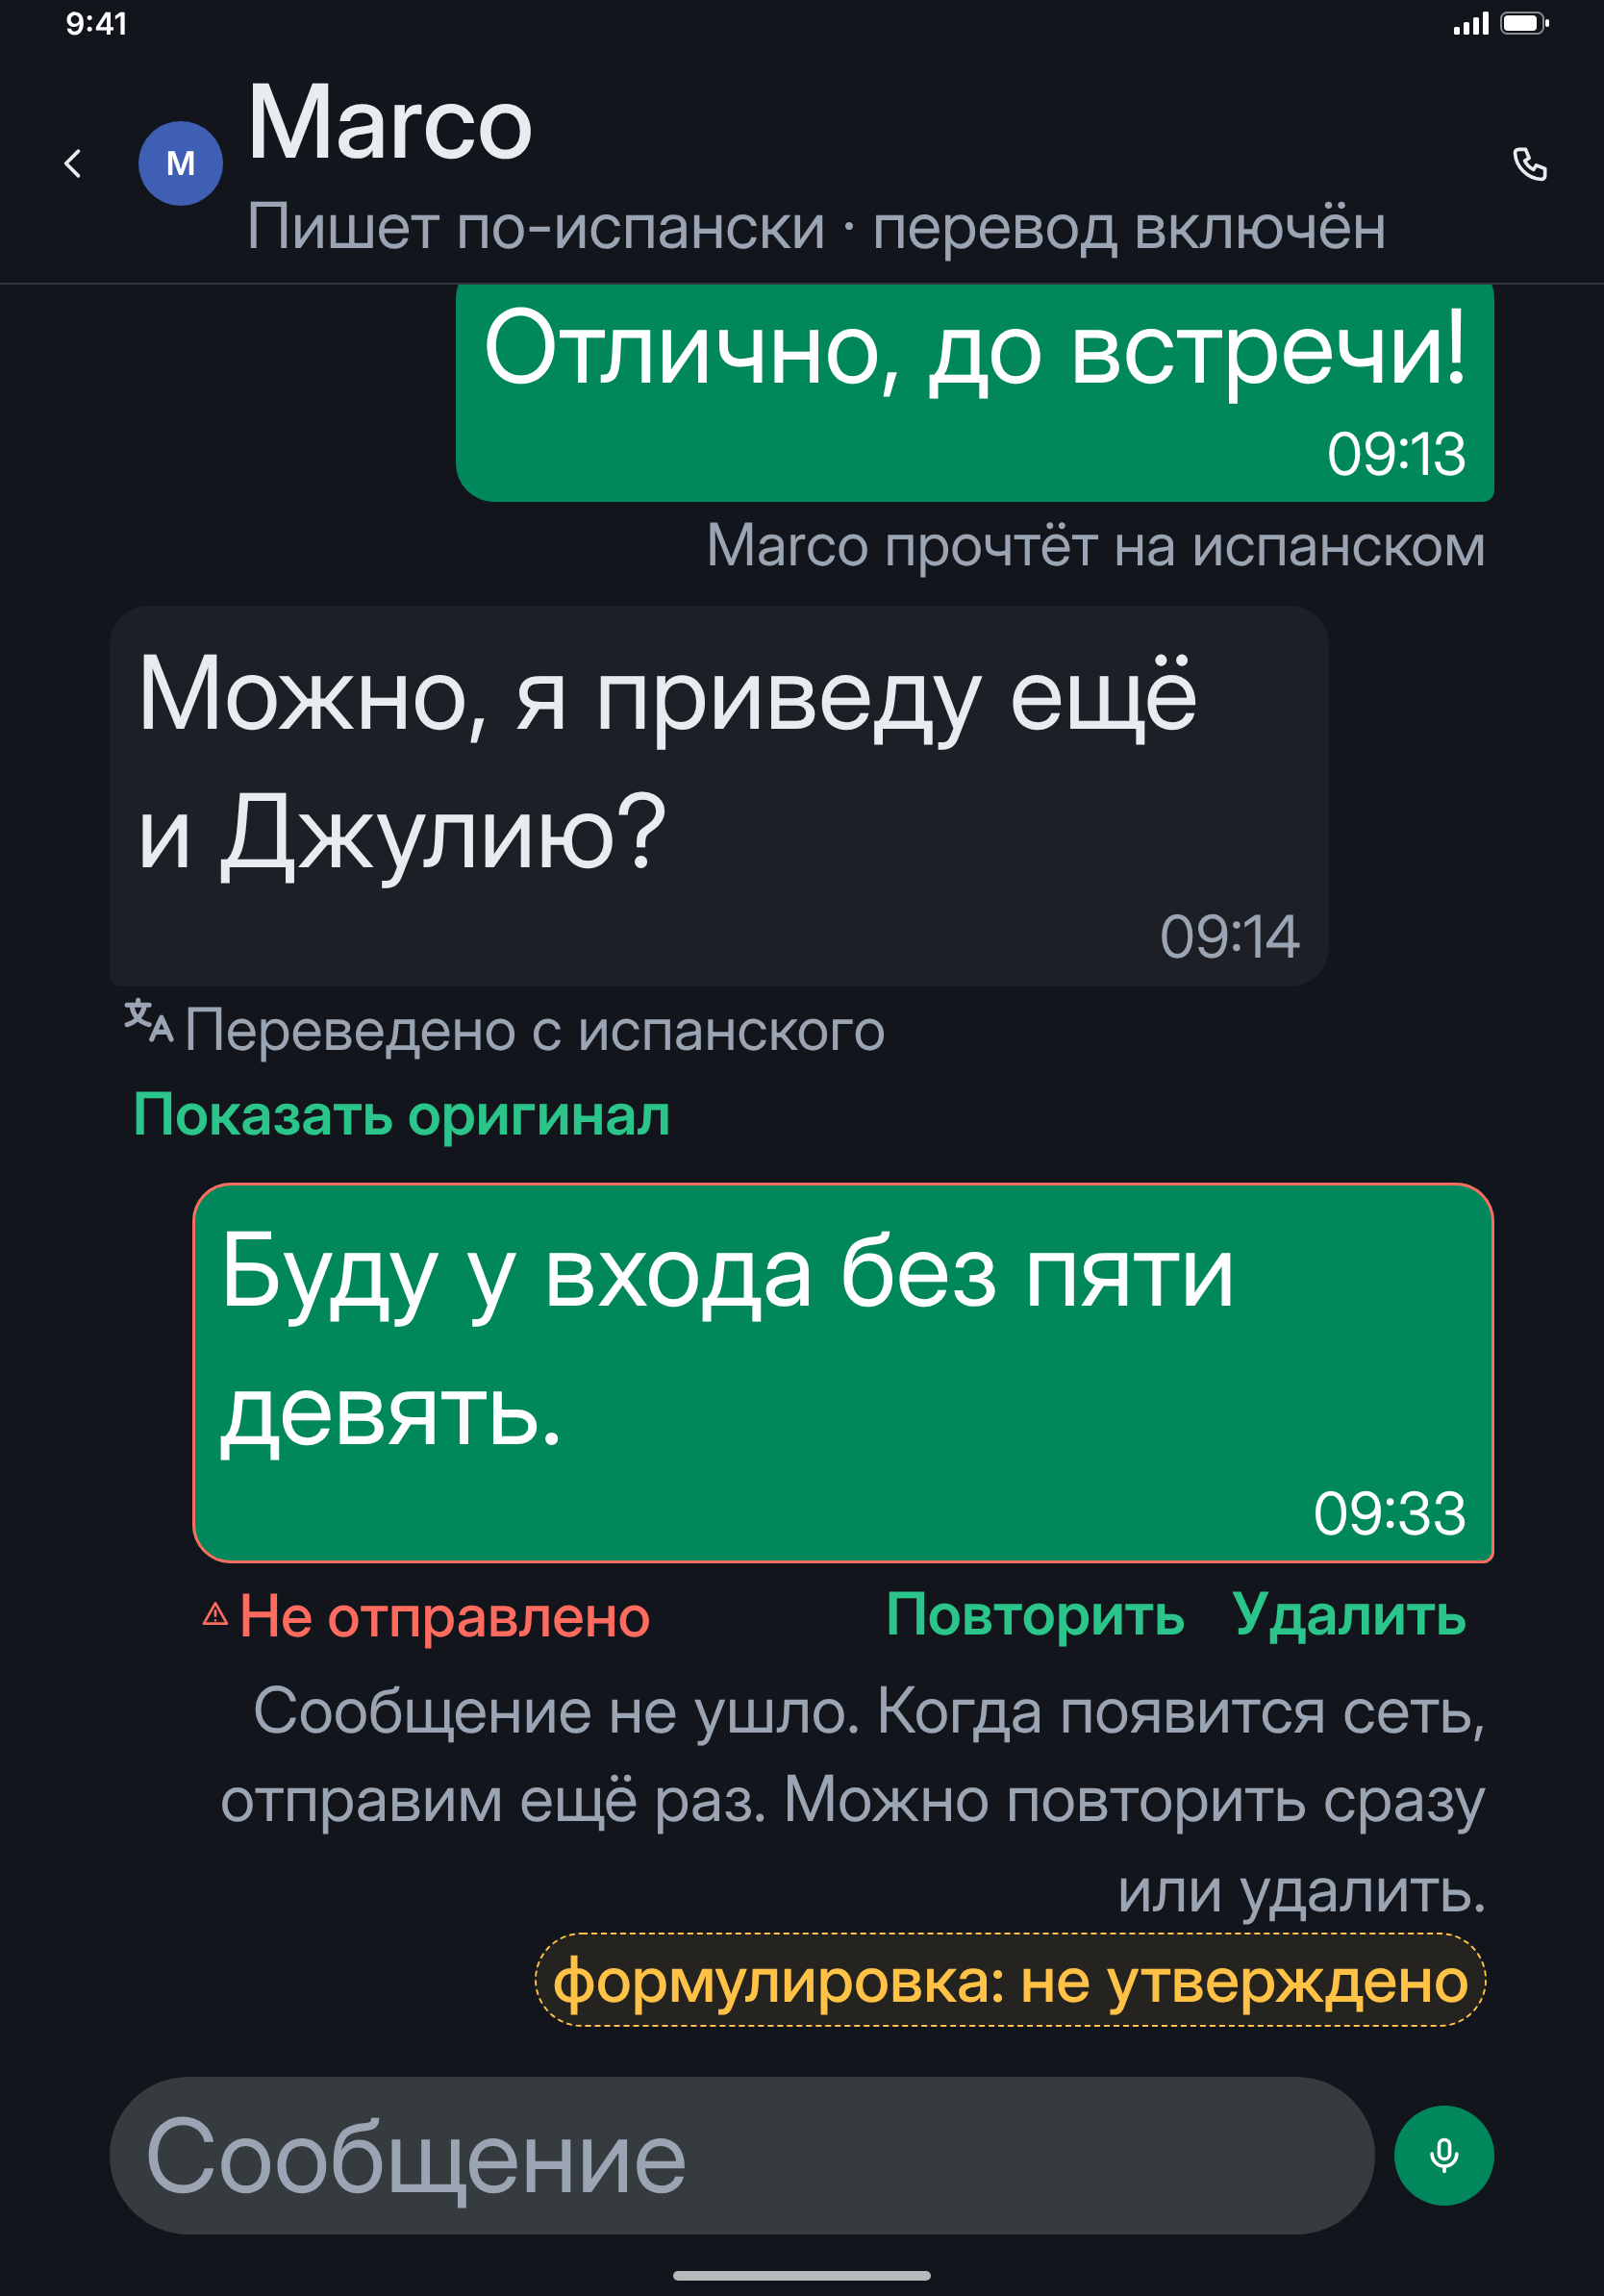 9:41
M
Marco
Пишет по-испански · перевод включён
Отлично, до встречи!
09:13
Marco прочтёт на испанском
Можно, я приведу ещё
и Джулию?
09:14
Переведено с испанского
Показать оригинал
Буду у входа без пяти
девять.
09:33
Не отправлено
Повторить
Удалить
Сообщение не ушло. Когда появится сеть,
отправим ещё раз. Можно повторить сразу
или удалить.
формулировка: не утверждено
Сообщение